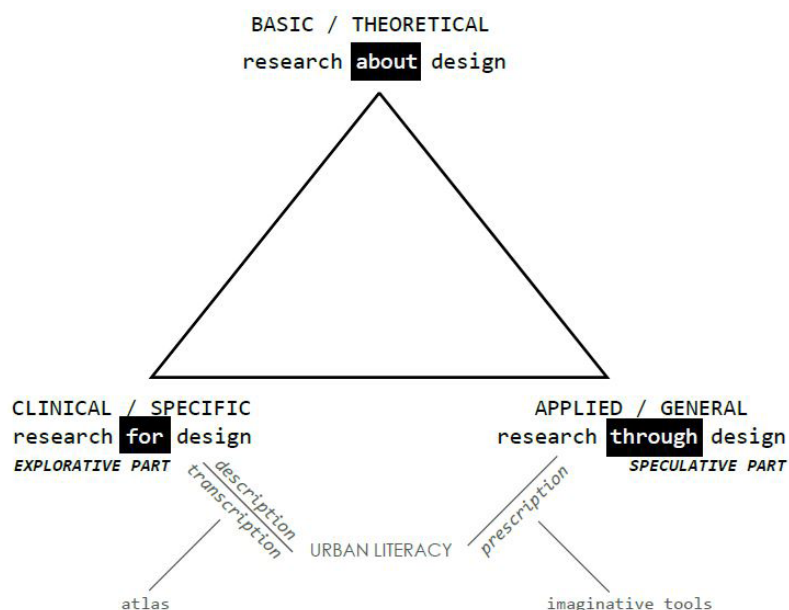 BASIC / THEORETICAL
research about design
CLINICAL / SPECIFIC
research for design
EXPLORATIVE PART
APPLIED / GENERAL
research through design
SPECULATIVE PART
description
transcription
URBAN LITERACY
prescription
atlas
imaginative tools